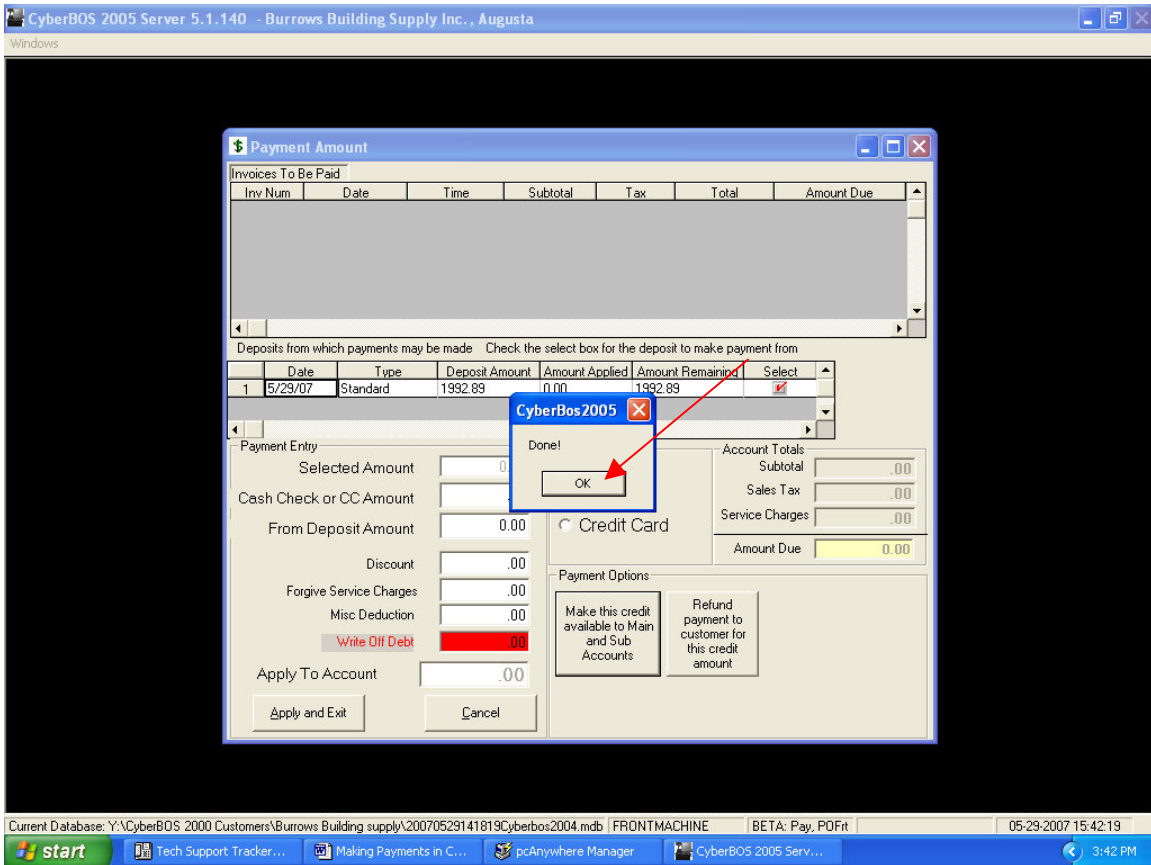 CyberBOS 2005 Server 5.1.140 - Burrows Building Supply Inc., Augusta
Windows
Payment Amount
Invoices To Be Paid
Inv Num Date Time Subtotal Tax Total Amount Due
Deposits from which payments may be made Check the select box for the deposit to make payment from
Date Type Deposit Amount Amount Applied Amount Remaining Select
1 5/29/07 Standard 1992.89 0.00 1992.89
CyberBos2005
Done!
OK
Payment Entry
Selected Amount
Cash Check or CC Amount
From Deposit Amount 0.00
Discount .00
Forgive Service Charges .00
Misc Deduction .00
Write Off Debt .00
Apply To Account .00
Apply and Exit Cancel
Credit Card
Account Totals
Subtotal .00
Sales Tax .00
Service Charges .00
Amount Due 0.00
Payment Options
Make this credit available to Main and Sub Accounts
Refund payment to customer for this credit amount
Current Database: Y:\CyberBOS 2000 Customers\Burrows Building supply\20070529141819Cyberbos2004.mdb FRONTMACHINE BETA: Pay, POFrt 05-29-2007 15:42:19
start Tech Support Tracker... Making Payments in C... pcAnywhere Manager CyberBOS 2005 Serv... 3:42 PM